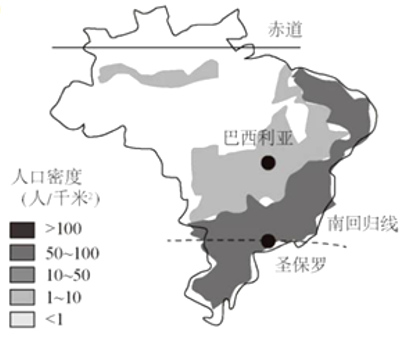 赤道
巴西利亚
人口密度
(人/千米²)
>100
50~100
10~50
1~10
<1
南回归线
圣保罗